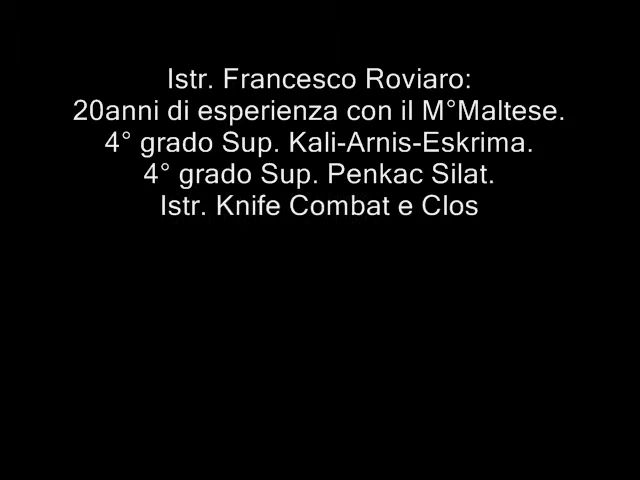 Istr. Francesco Roviaro:
20anni di esperienza con il M°Maltese.
4° grado Sup. Kali-Arnis-Eskrima.
4° grado Sup. Penkac Silat.
Istr. Knife Combat e Clos